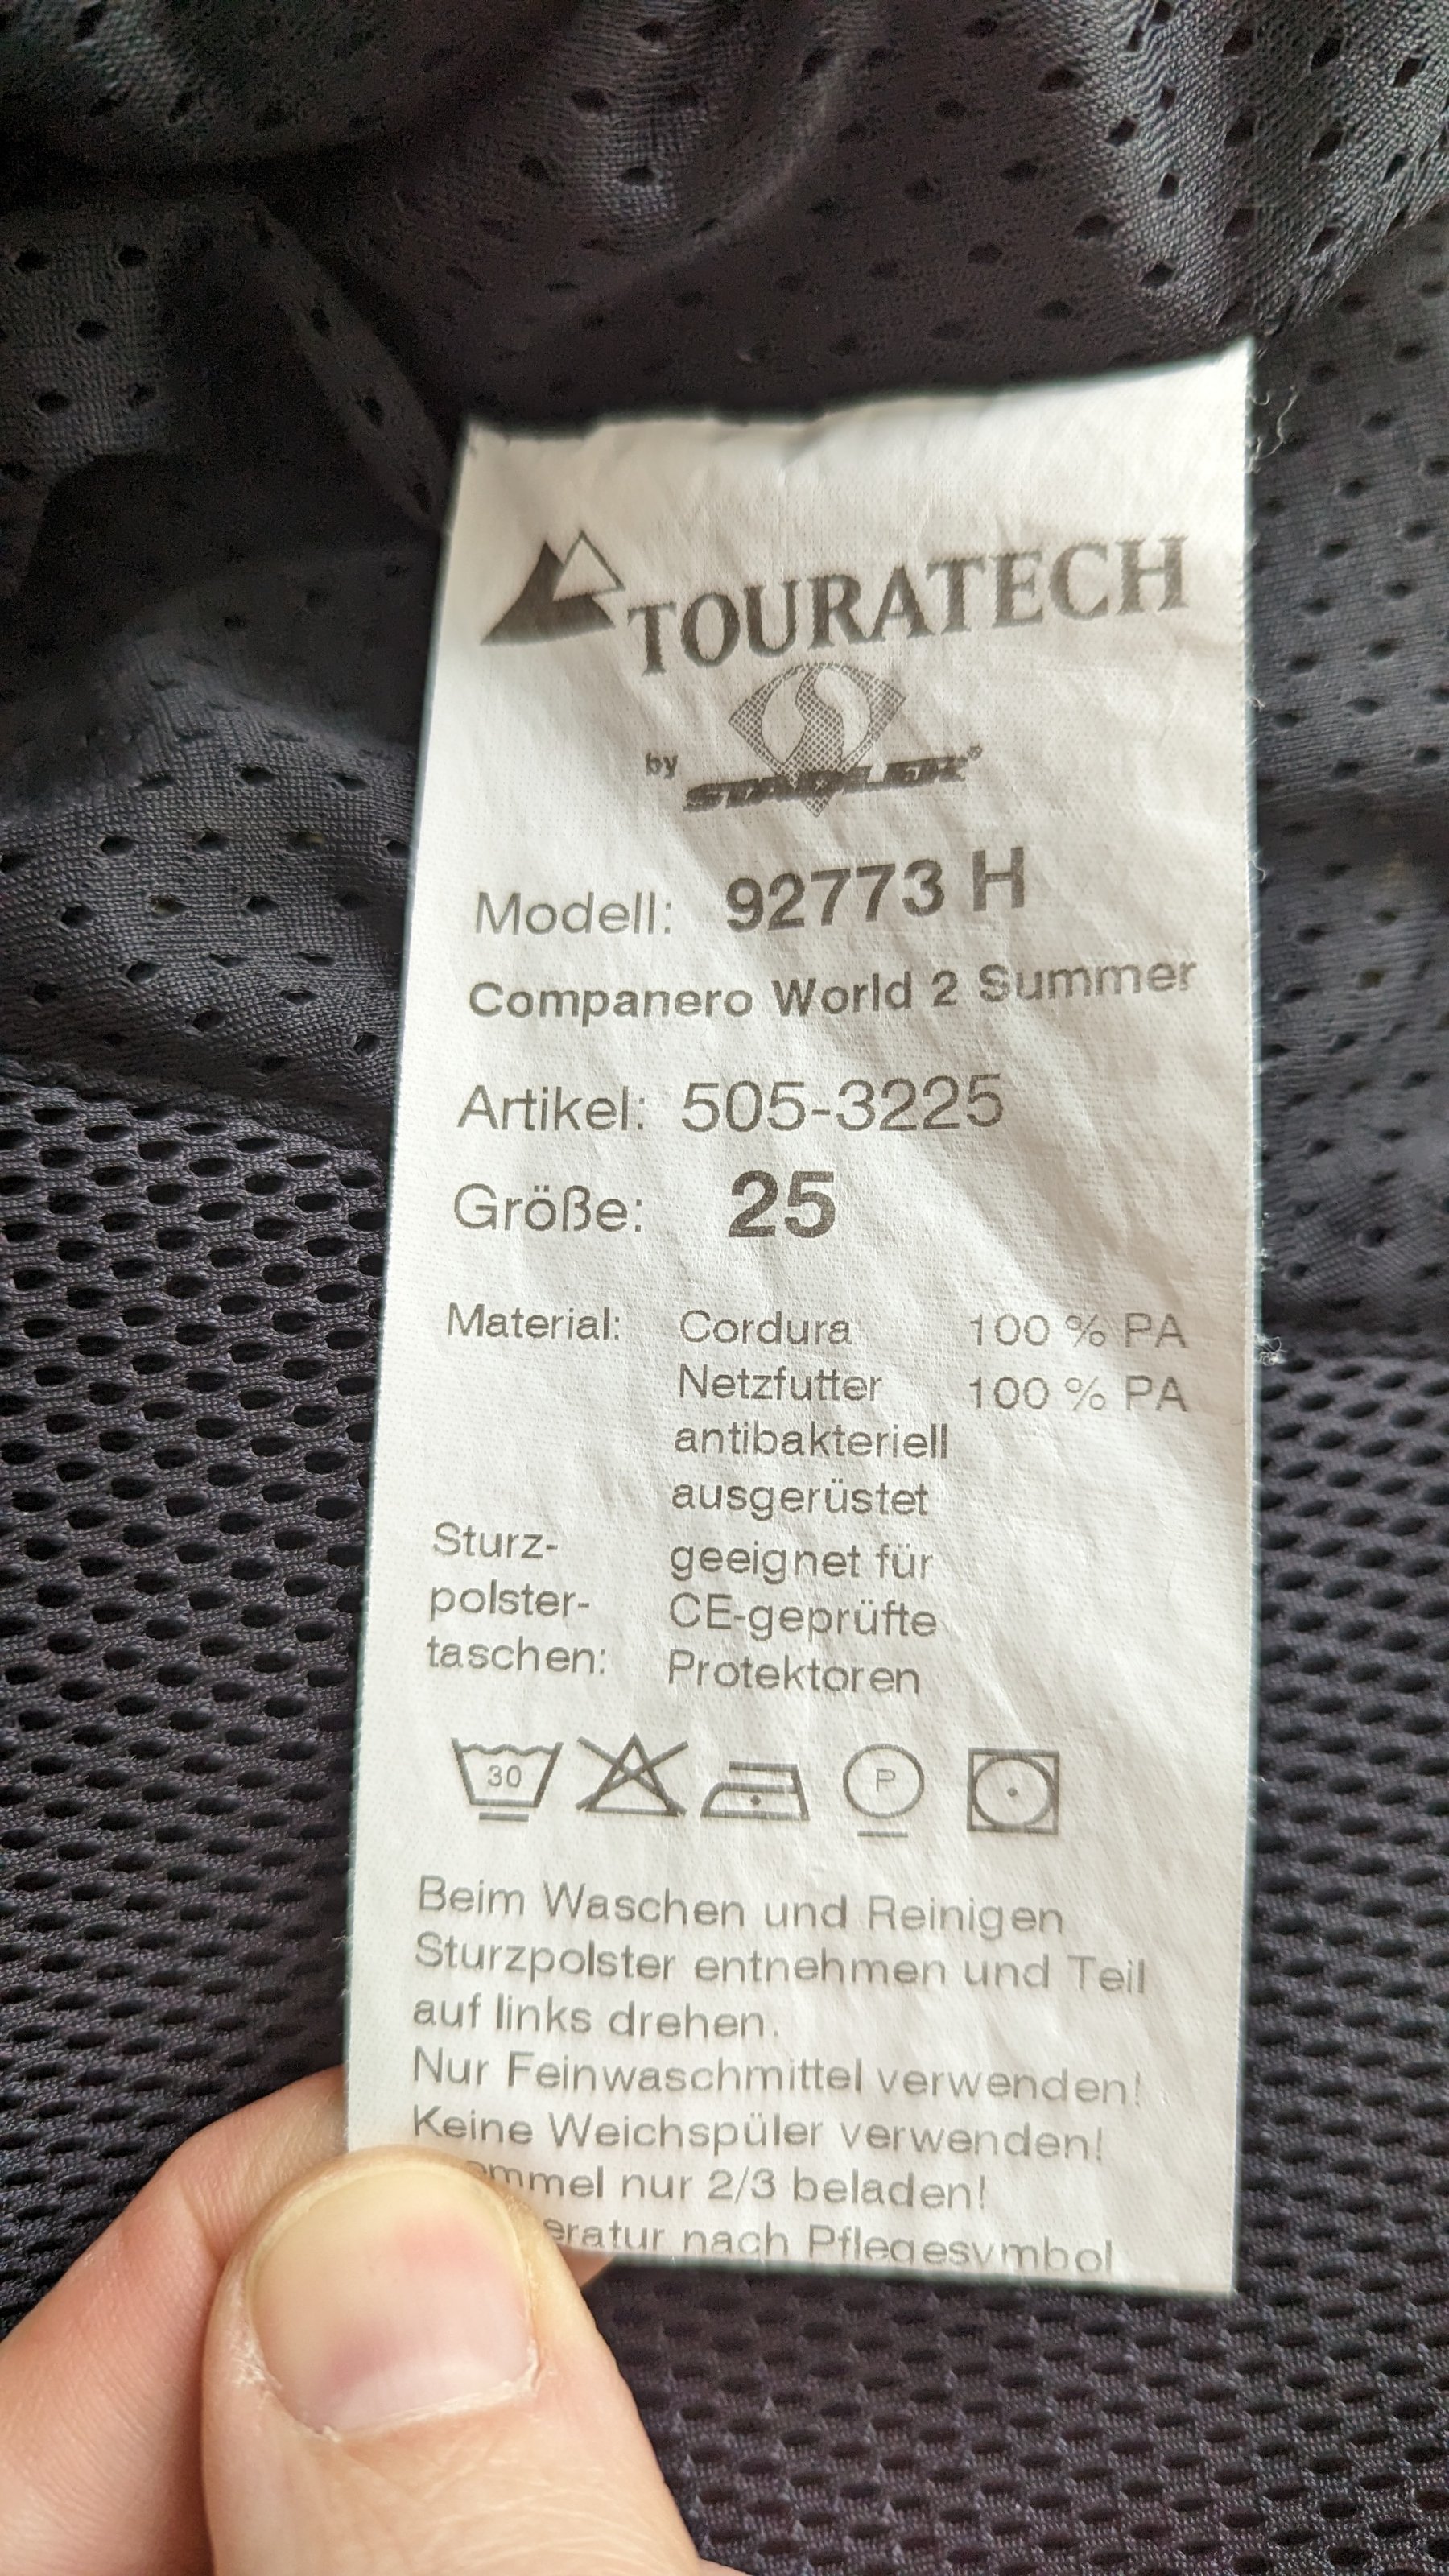 TOURATECH
by STADLER®
Modell: 92773 H
Companero World 2 Summer
Artikel: 505-3225
Größe: 25
Material: Cordura 100 % PA
Netzfutter 100 % PA
antibakteriell
ausgerüstet
Sturz- geeignet für
polster- CE-geprüfte
taschen: Protektoren
30 P
Beim Waschen und Reinigen
Sturzpolster entnehmen und Teil
auf links drehen.
Nur Feinwaschmittel verwenden!
Keine Weichspüler verwenden!
nur 2/3 beladen!
nach Pflegesymbol